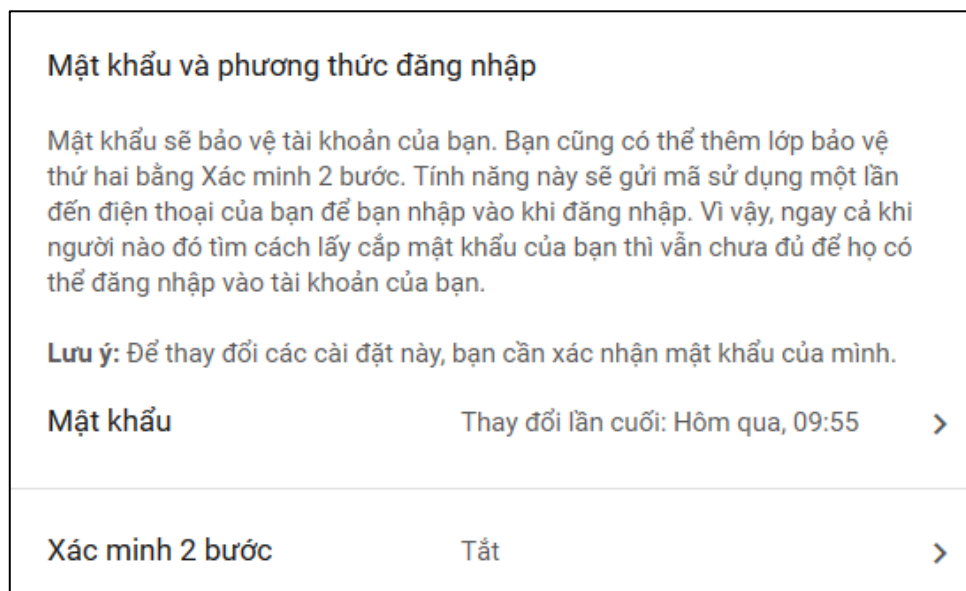 Mật khẩu và phương thức đăng nhập
Mật khẩu sẽ bảo vệ tài khoản của bạn. Bạn cũng có thể thêm lớp bảo vệ
thứ hai bằng Xác minh 2 bước. Tính năng này sẽ gửi mã sử dụng một lần
đến điện thoại của bạn để bạn nhập vào khi đăng nhập. Vì vậy, ngay cả khi
người nào đó tìm cách lấy cắp mật khẩu của bạn thì vẫn chưa đủ để họ có
thể đăng nhập vào tài khoản của bạn.
Lưu ý: Để thay đổi các cài đặt này, bạn cần xác nhận mật khẩu của mình.
Mật khẩu Thay đổi lần cuối: Hôm qua, 09:55
Xác minh 2 bước Tắt